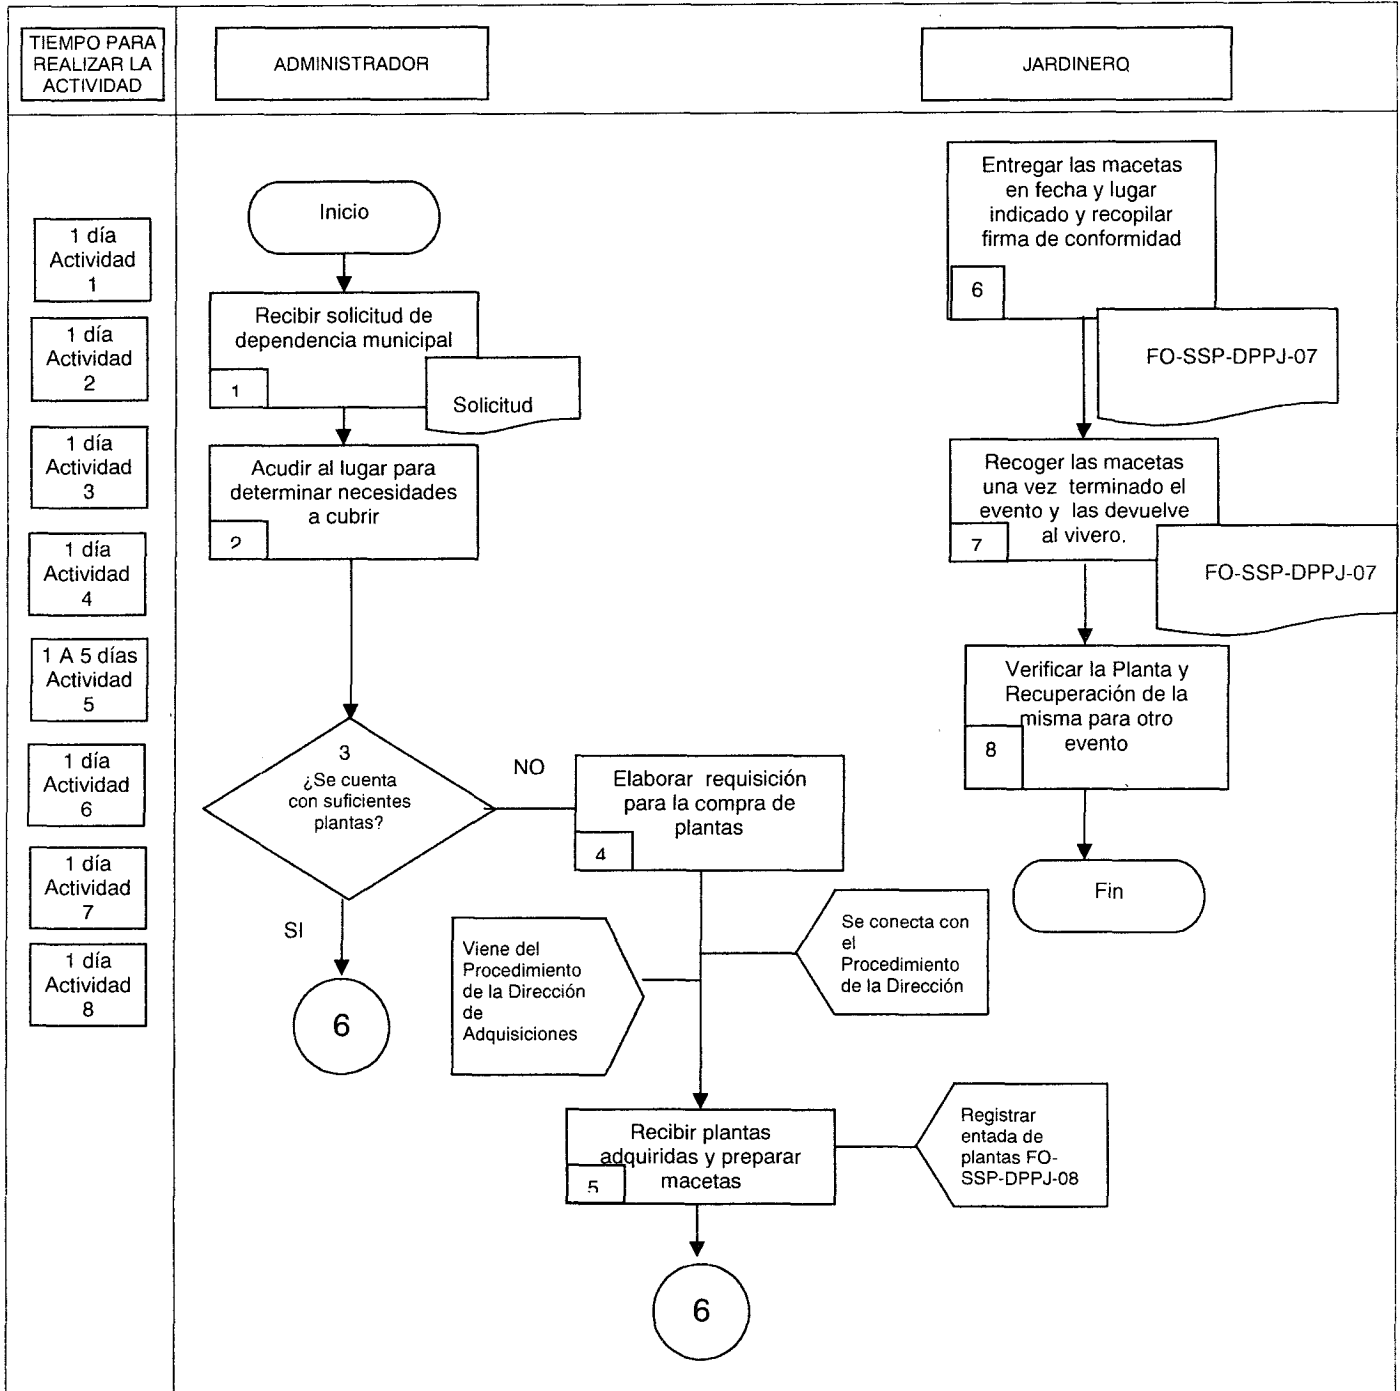 TIEMPO PARA
REALIZAR LA
ACTIVIDAD
ADMINISTRADOR
JARDINERO
1 día
Actividad
1
1 día
Actividad
2
1 día
Actividad
3
1 día
Actividad
4
1 A 5 días
Actividad
5
1 día
Actividad
6
1 día
Actividad
7
1 día
Actividad
8
Inicio
Recibir solicitud de
dependencia municipal
1
Solicitud
Acudir al lugar para
determinar necesidades
a cubrir
2
3
¿Se cuenta
con suficientes
plantas?
NO
SI
6
Elaborar requisición
para la compra de
plantas
4
Viene del
Procedimiento
de la Dirección
de
Adquisiciones
Se conecta con
el
Procedimiento
de la Dirección
Recibir plantas
adquiridas y preparar
macetas
5
Registrar
entada de
plantas FO-
SSP-DPPJ-08
6
Entregar las macetas
en fecha y lugar
indicado y recopilar
firma de conformidad
6
FO-SSP-DPPJ-07
Recoger las macetas
una vez terminado el
evento y las devuelve
al vivero.
7
FO-SSP-DPPJ-07
Verificar la Planta y
Recuperación de la
misma para otro
evento
8
Fin